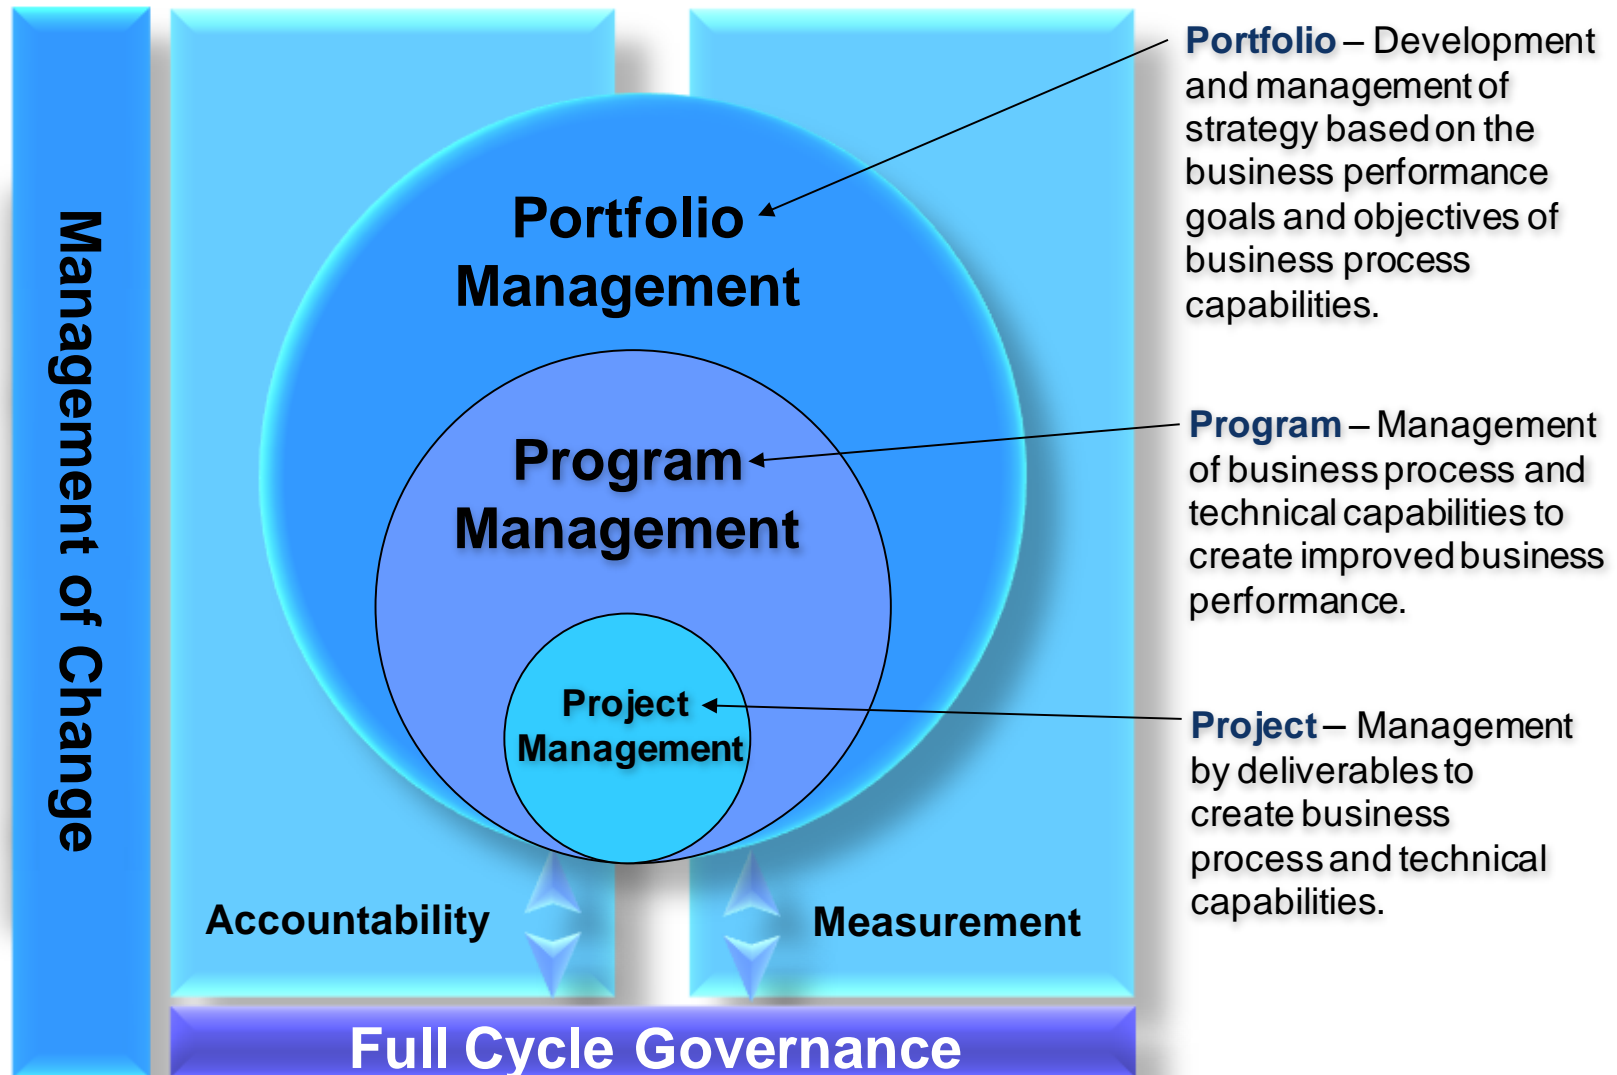 Management of Change
Portfolio
Management
Program
Management
Project
Management
Accountability
Measurement
Full Cycle Governance
Portfolio – Development
and management of
strategy based on the
business performance
goals and objectives of
business process
capabilities.
Program – Management
of business process and
technical capabilities to
create improved business
performance.
Project – Management
by deliverables to
create business
process and technical
capabilities.